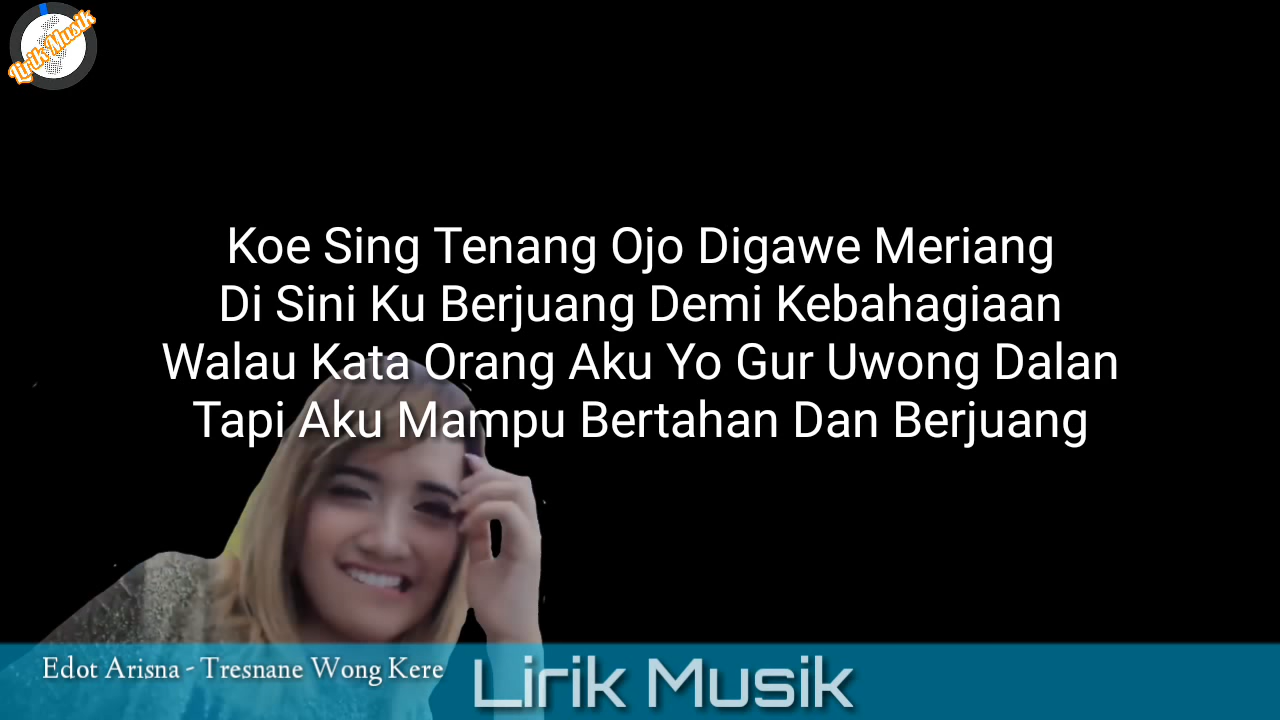 Lirik Musik
Koe Sing Tenang Ojo Digawe Meriang
Di Sini Ku Berjuang Demi Kebahagiaan
Walau Kata Orang Aku Yo Gur Uwong Dalan
Tapi Aku Mampu Bertahan Dan Berjuang
Edot Arisna - Tresnane Wong Kere
Lirik Musik